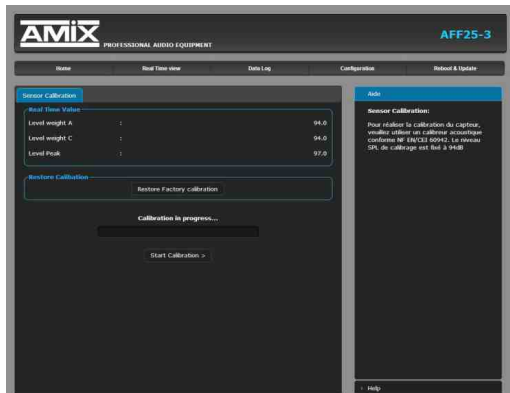 AMIX
PROFESSIONAL AUDIO EQUIPMENT
AFF25-3
Home Real Time view Data Log Configuration Reboot & Update
Sensor Calibration
Real Time Value
Level weight A : 94.0
Level weight C : 94.0
Level Peak : 97.0
Restore Calibation
Restore Factory calibration
Calibration in progress...
Start Calibration >
Aide
Sensor Calibration:
Pour réaliser la calibration du capteur,
veuillez utiliser un calibreur acoustique
conforme NF EN/CEI 60942. Le niveau
SPL de calibrage est fixé à 94dB
› Help